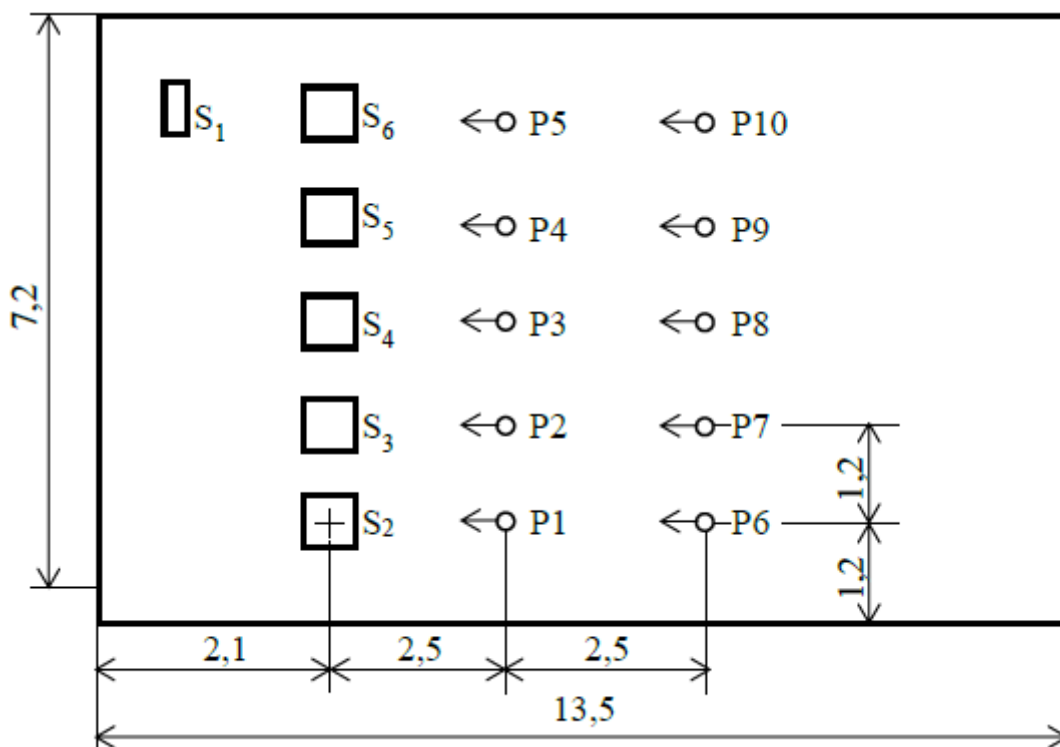 S1 S6 P5 P10
S5 P4 P9
7,2 S4 P3 P8
S3 P2 P7
1,2
S2 P1 P6
1,2
2,1 2,5 2,5
13,5